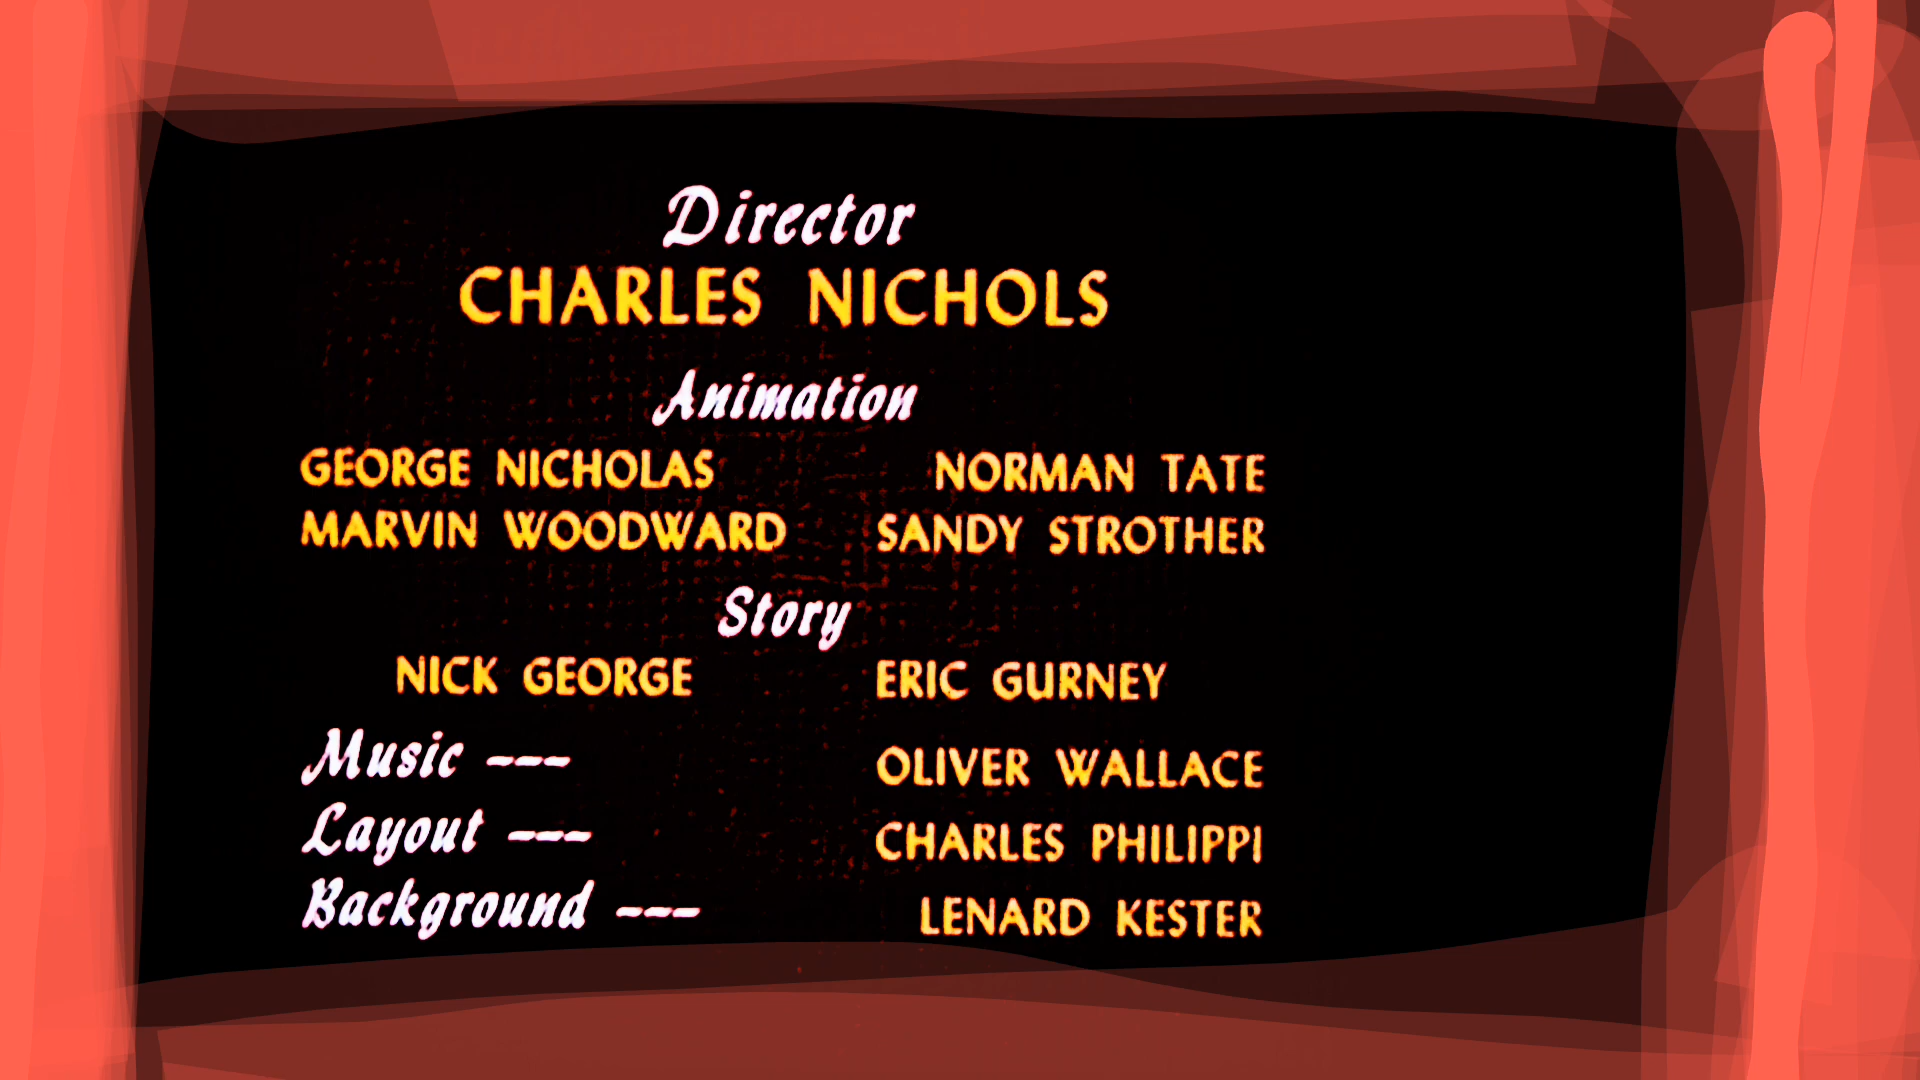 Director
CHARLES NICHOLS
Animation
GEORGE NICHOLAS NORMAN TATE
MARVIN WOODWARD SANDY STROTHER
Story
NICK GEORGE ERIC GURNEY
Music --- OLIVER WALLACE
Layout --- CHARLES PHILIPPI
Background --- LENARD KESTER